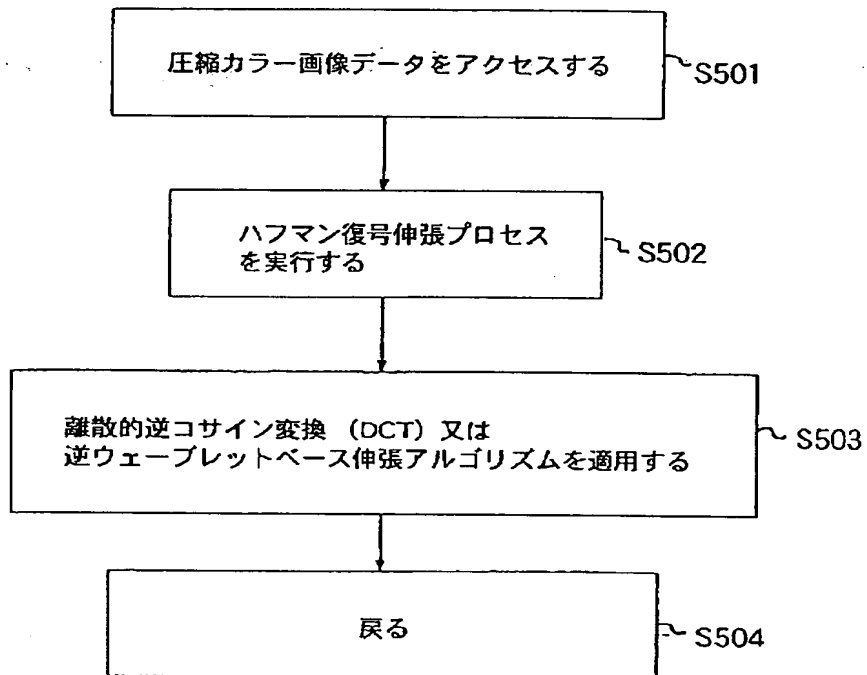 圧縮カラー画像データをアクセスする
S501
ハフマン復号伸張プロセス
を実行する
S502
離散的逆コサイン変換 (DCT) 又は
逆ウェーブレットベース伸張アルゴリズムを適用する
S503
戻る
S504